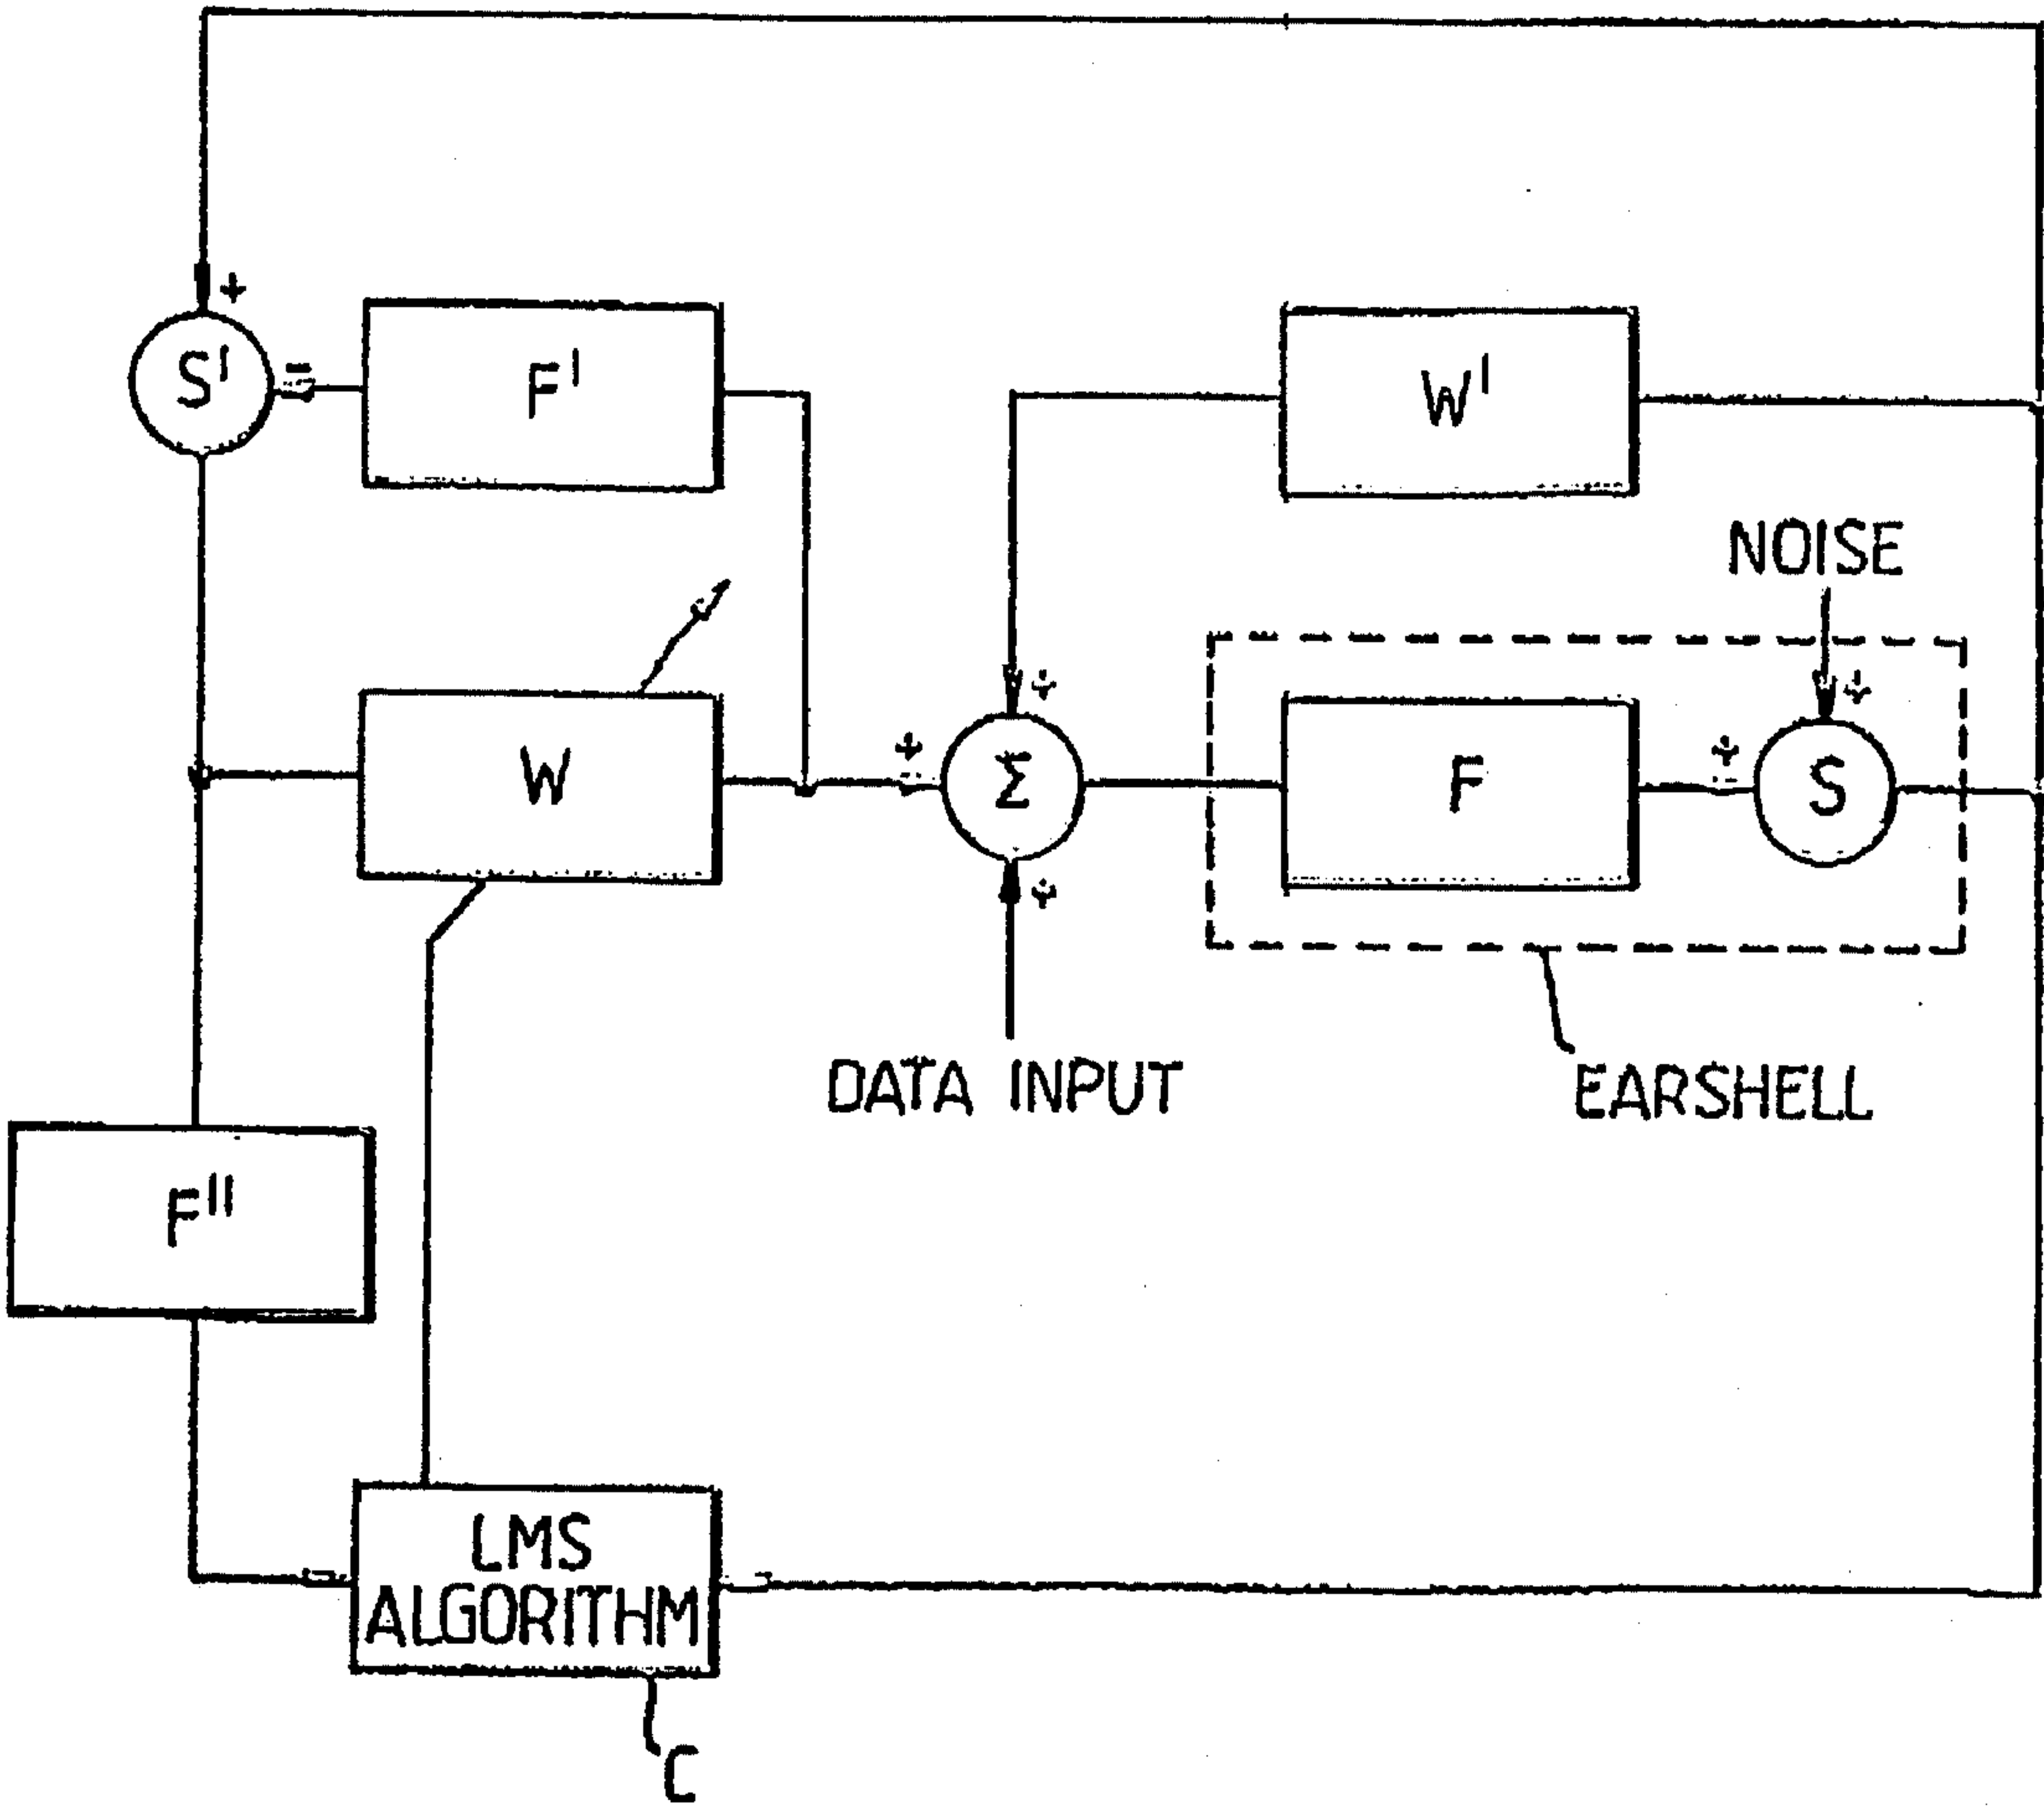 +
S'
=
F'
W'
NOISE
+
W
+
+
Σ
F
+
S
+
DATA INPUT
EARSHELL
F''
LMS
ALGORITHM
C